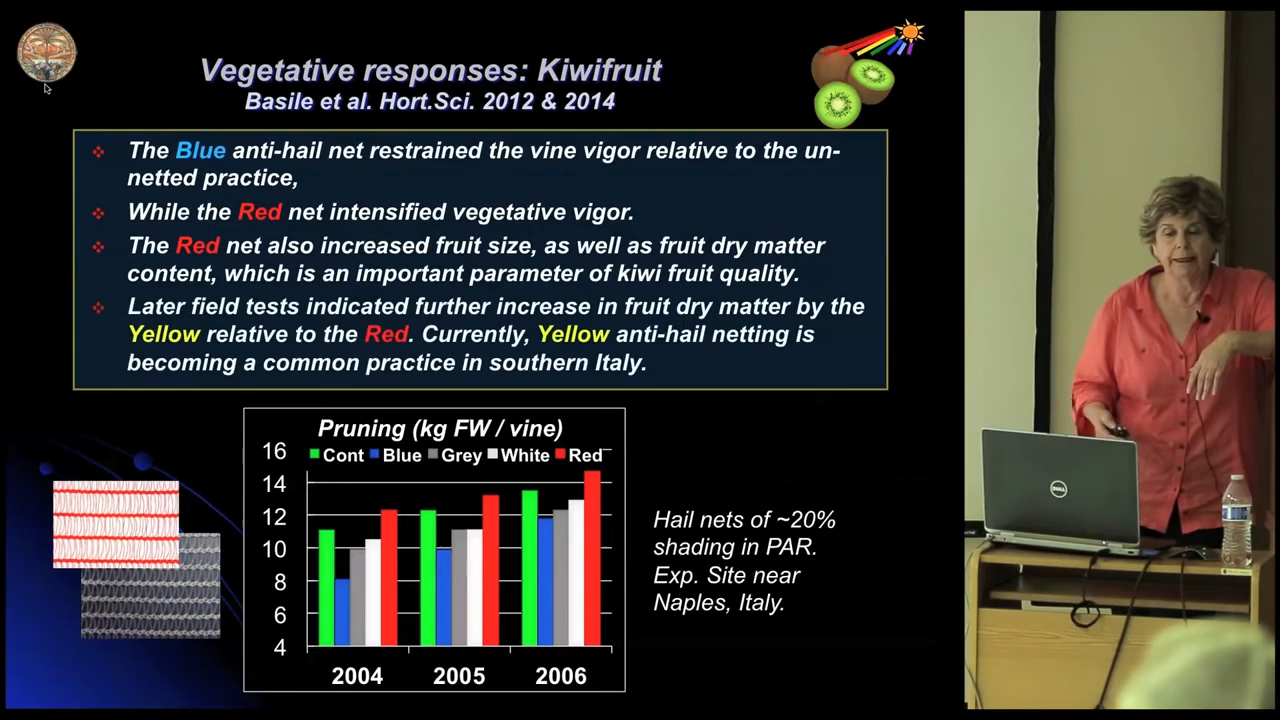 Vegetative responses: Kiwifruit
Basile et al. Hort.Sci. 2012 & 2014
The Blue anti-hail net restrained the vine vigor relative to the un-
netted practice,
While the Red net intensified vegetative vigor.
The Red net also increased fruit size, as well as fruit dry matter
content, which is an important parameter of kiwi fruit quality.
Later field tests indicated further increase in fruit dry matter by the
Yellow relative to the Red. Currently, Yellow anti-hail netting is
becoming a common practice in southern Italy.
Pruning (kg FW / vine)
Cont Blue Grey White Red
16
14
12
10
8
6
4
2004 2005 2006
Hail nets of ~20%
shading in PAR.
Exp. Site near
Naples, Italy.
DELL